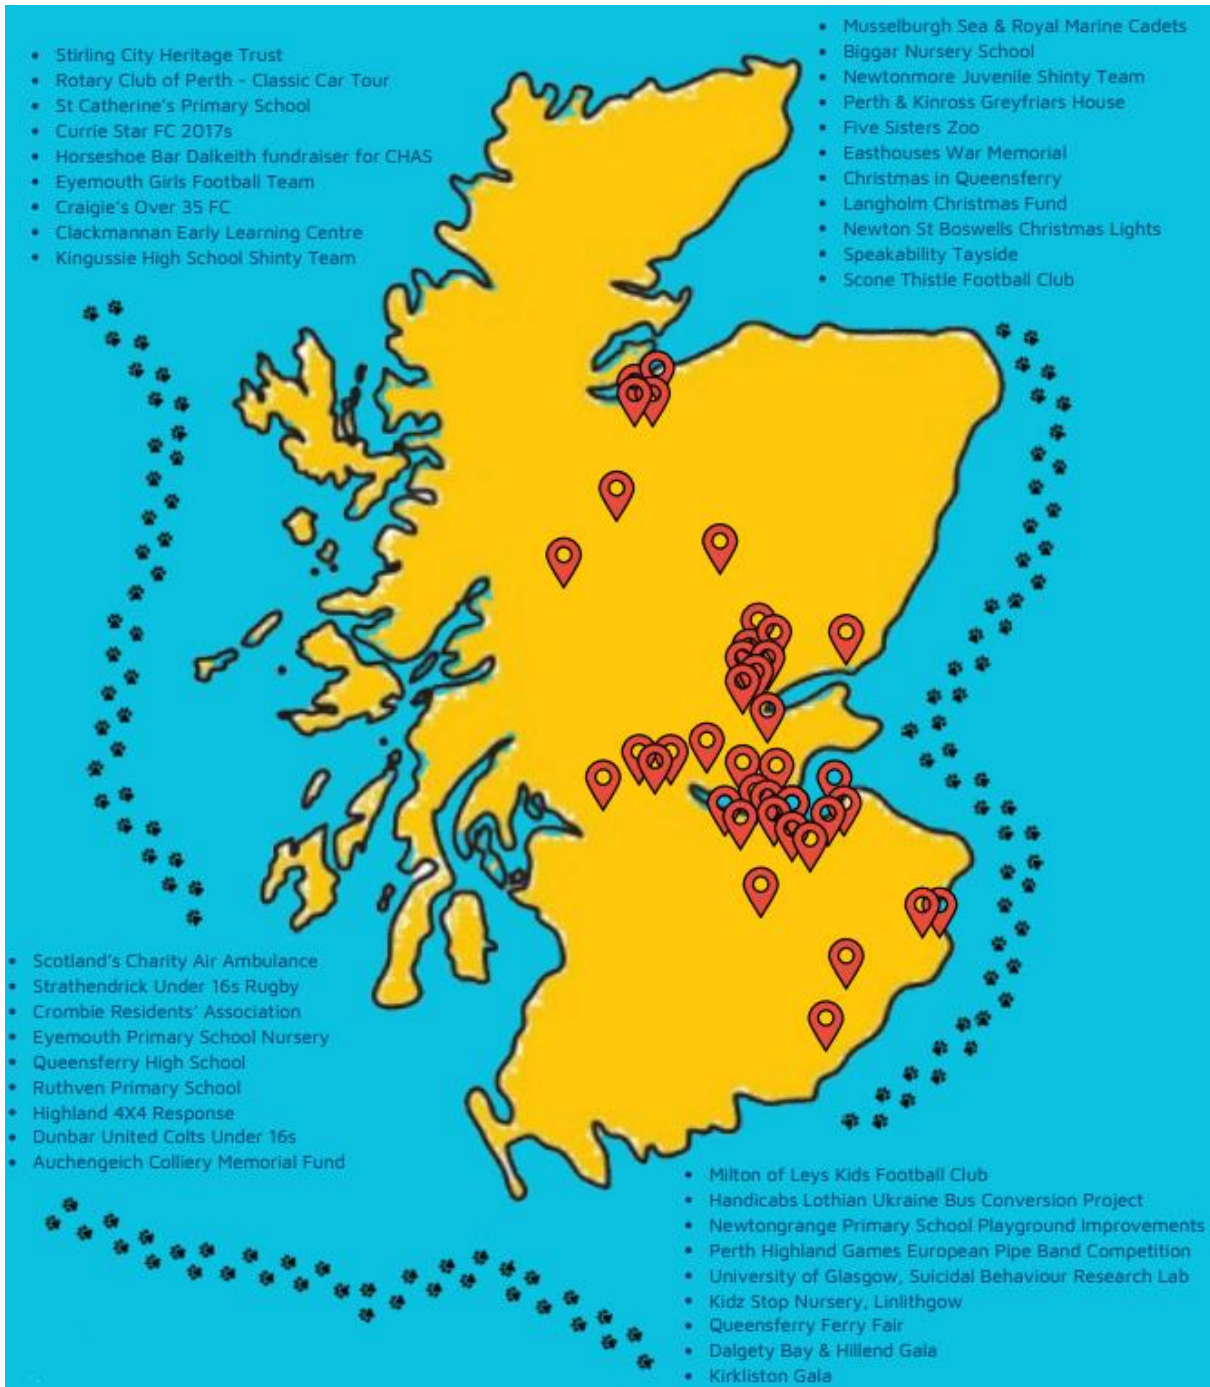 • Stirling City Heritage Trust
• Rotary Club of Perth - Classic Car Tour
• St Catherine's Primary School
• Currie Star FC 2017s
• Horseshoe Bar Dalkeith fundraiser for CHAS
• Eyemouth Girls Football Team
• Craigie's Over 35 FC
• Clackmannan Early Learning Centre
• Kingussie High School Shinty Team
• Musselburgh Sea & Royal Marine Cadets
• Biggar Nursery School
• Newtonmore Juvenile Shinty Team
• Perth & Kinross Greyfriars House
• Five Sisters Zoo
• Easthouses War Memorial
• Christmas in Queensferry
• Langholm Christmas Fund
• Newton St Boswells Christmas Lights
• Speakability Tayside
• Scone Thistle Football Club
• Scotland's Charity Air Ambulance
• Strathendrick Under 16s Rugby
• Crombie Residents' Association
• Eyemouth Primary School Nursery
• Queensferry High School
• Ruthven Primary School
• Highland 4X4 Response
• Dunbar United Colts Under 16s
• Auchengeich Colliery Memorial Fund
• Milton of Leys Kids Football Club
• Handicabs Lothian Ukraine Bus Conversion Project
• Newtongrange Primary School Playground Improvements
• Perth Highland Games European Pipe Band Competition
• University of Glasgow, Suicidal Behaviour Research Lab
• Kidz Stop Nursery, Linlithgow
• Queensferry Ferry Fair
• Dalgety Bay & Hillend Gala
• Kirkliston Gala